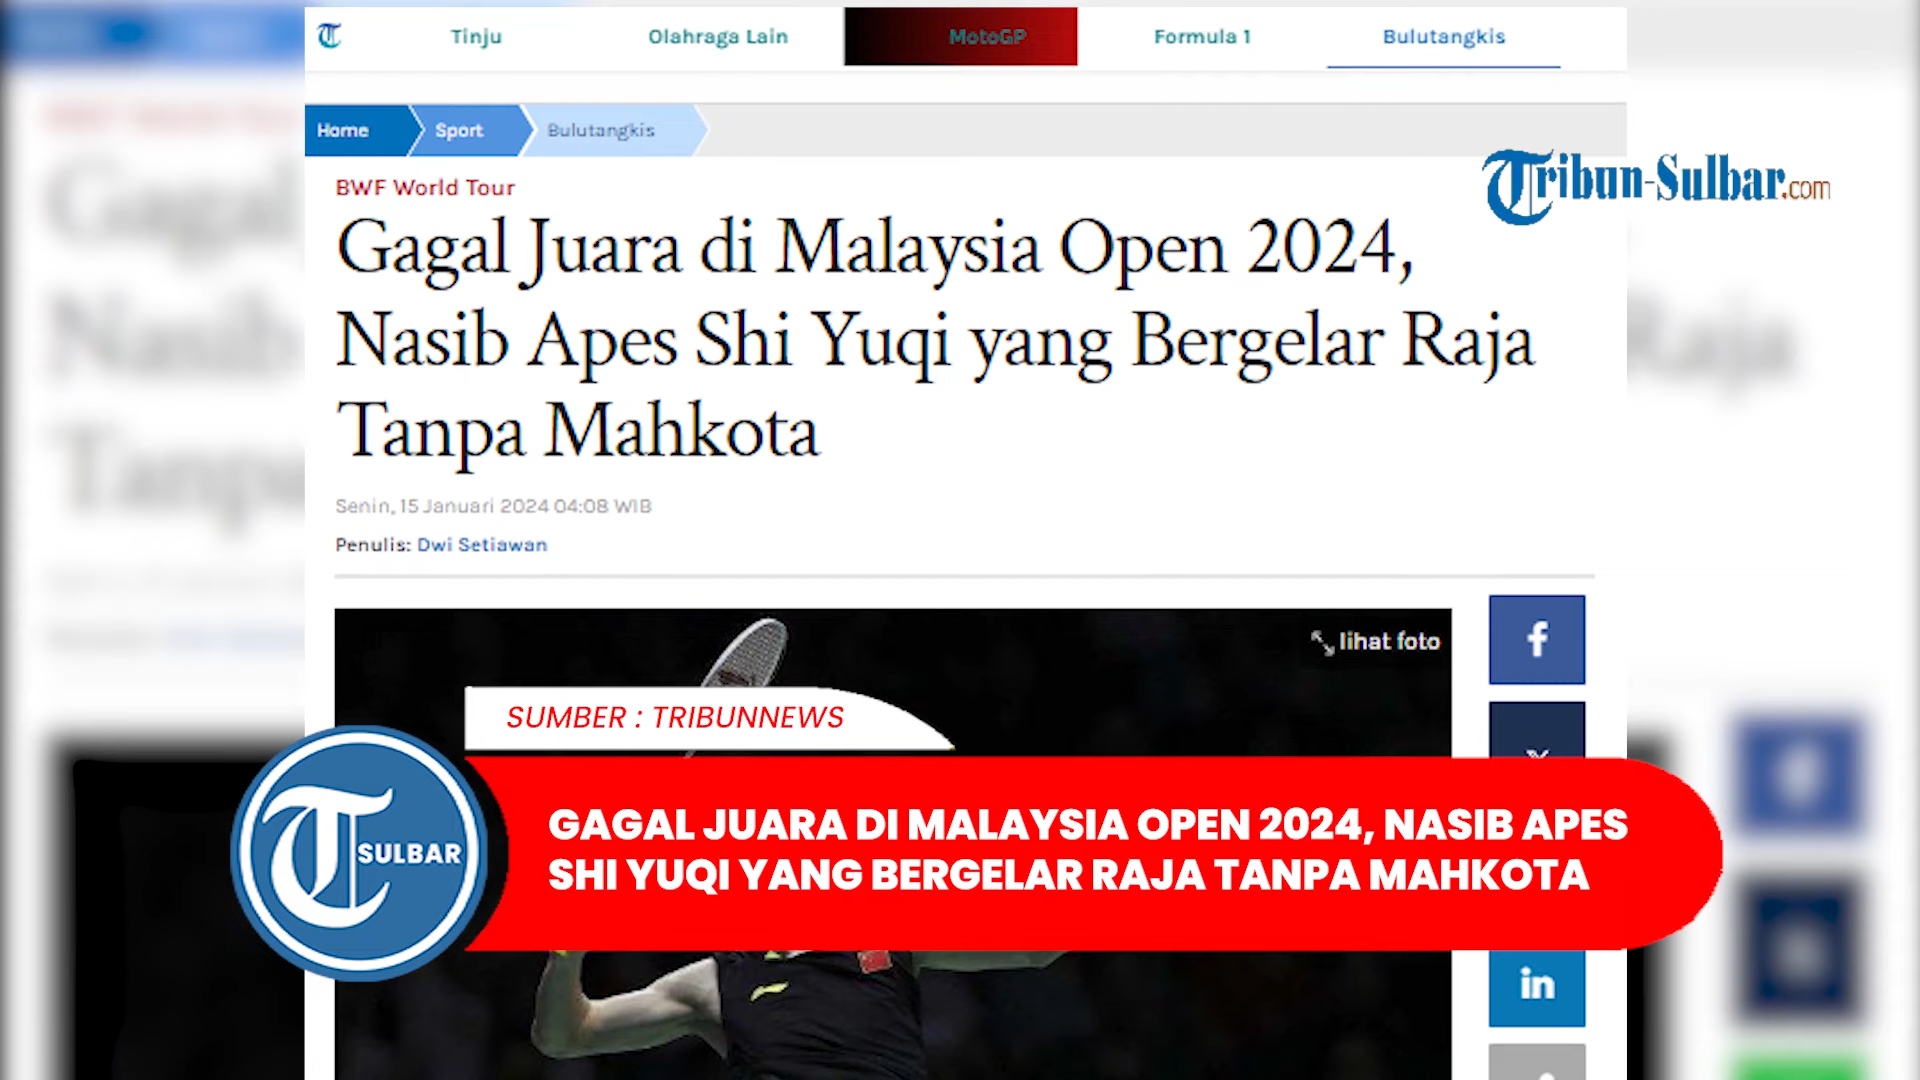 Tinju
Olahraga Lain
MotoGP
Formula 1
Bulutangkis
Home
Sport
Bulutangkis
BWF World Tour
Tribun-Sulbar.com
Gagal Juara di Malaysia Open 2024,
Nasib Apes Shi Yuqi yang Bergelar Raja
Tanpa Mahkota
Senin, 15 Januari 2024 04:08 WIB
Penulis: Dwi Setiawan
lihat foto
SUMBER : TRIBUNNEWS
GAGAL JUARA DI MALAYSIA OPEN 2024, NASIB APES
SHI YUQI YANG BERGELAR RAJA TANPA MAHKOTA
T SULBAR
in